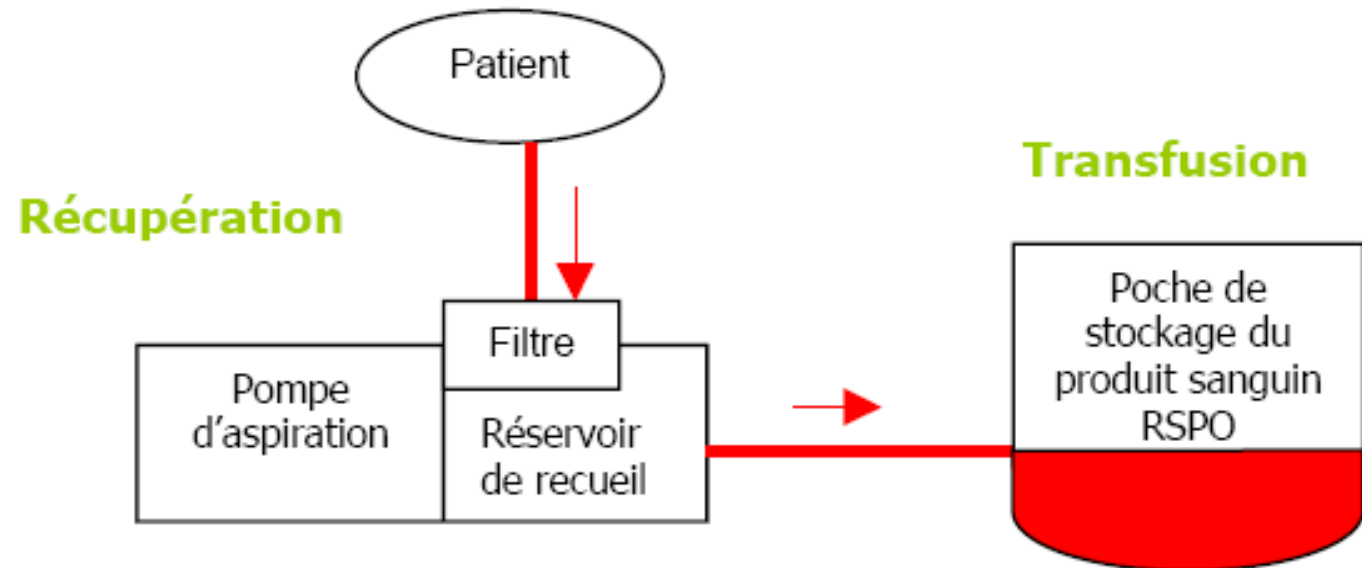 Patient
Transfusion
Récupération
Filtre
Pompe
d'aspiration
Réservoir
de recueil
Poche de
stockage du
produit sanguin
RSPO